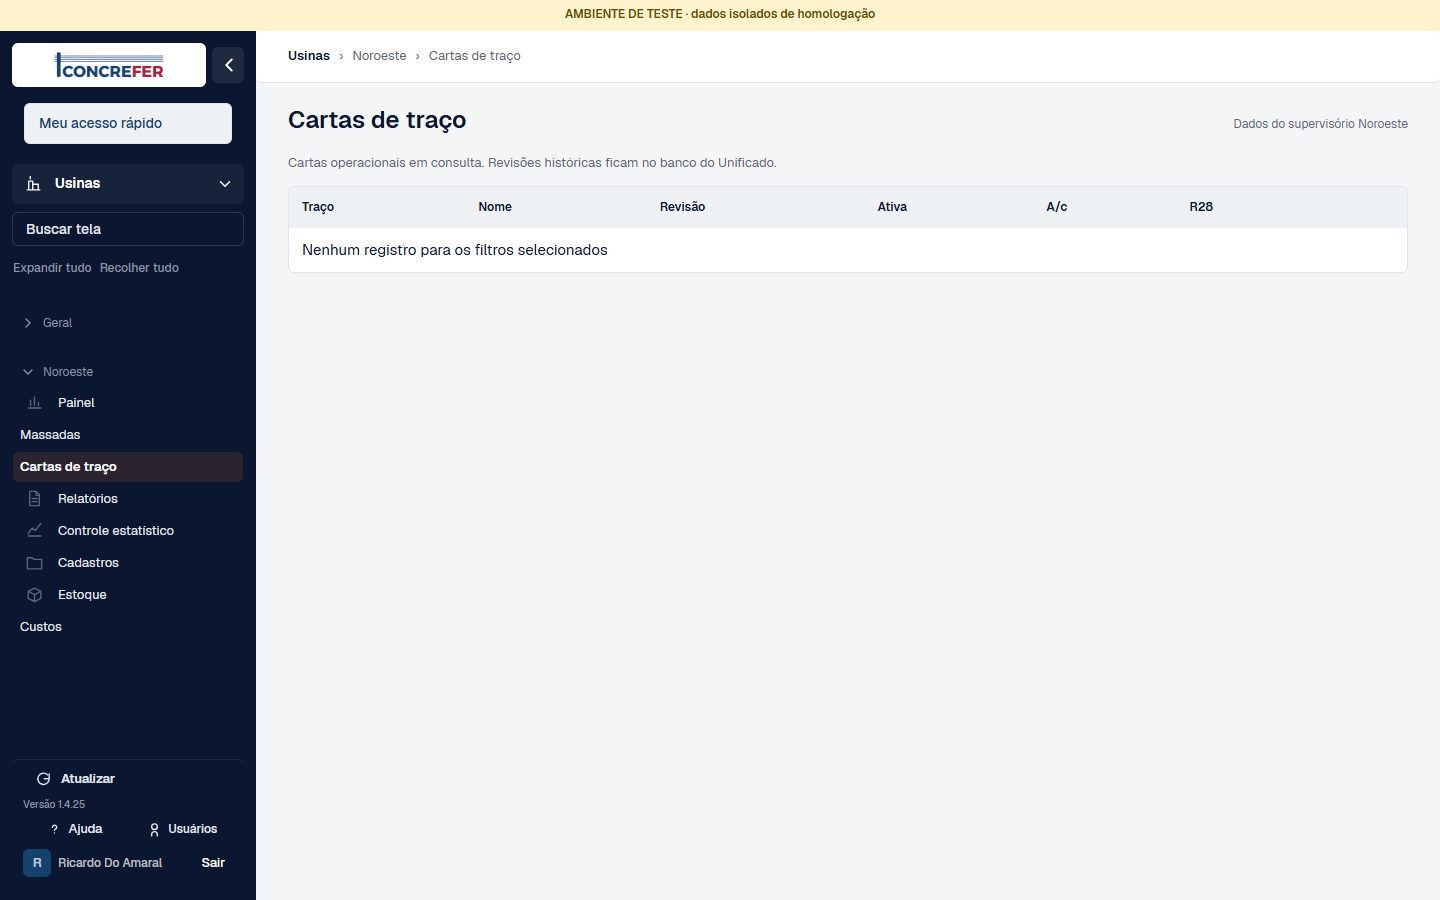 AMBIENTE DE TESTE · dados isolados de homologação
CONCREFER
Usinas › Noroeste › Cartas de traço
Meu acesso rápido
Cartas de traço
Dados do supervisório Noroeste
Cartas operacionais em consulta. Revisões históricas ficam no banco do Unificado.
Usinas
Traço Nome Revisão Ativa A/c R28
Buscar tela
Nenhum registro para os filtros selecionados
Expandir tudo Recolher tudo
Geral
Noroeste
Painel
Massadas
Cartas de traço
Relatórios
Controle estatístico
Cadastros
Estoque
Custos
Atualizar
Versão 1.4.25
? Ajuda Usuários
R Ricardo Do Amaral Sair